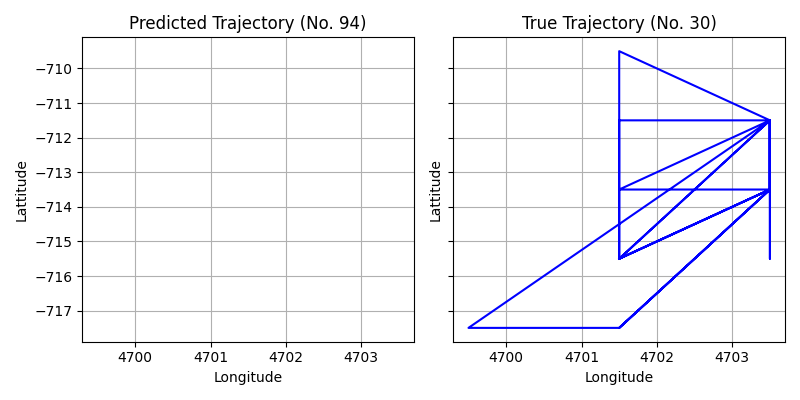 Predicted Trajectory (No. 94)
−710
−711
−712
−713
−714
−715
−716
−717
Lattitude
4700
4701
4702
4703
Longitude
True Trajectory (No. 30)
Lattitude
4700
4701
4702
4703
Longitude